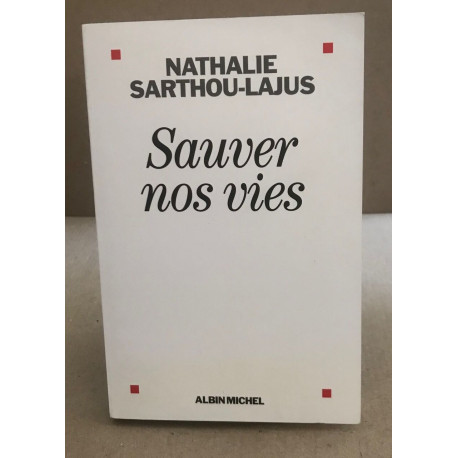 NATHALIE
SARTHOU-LAJUS
Sauver
nos vies
ALBIN MICHEL